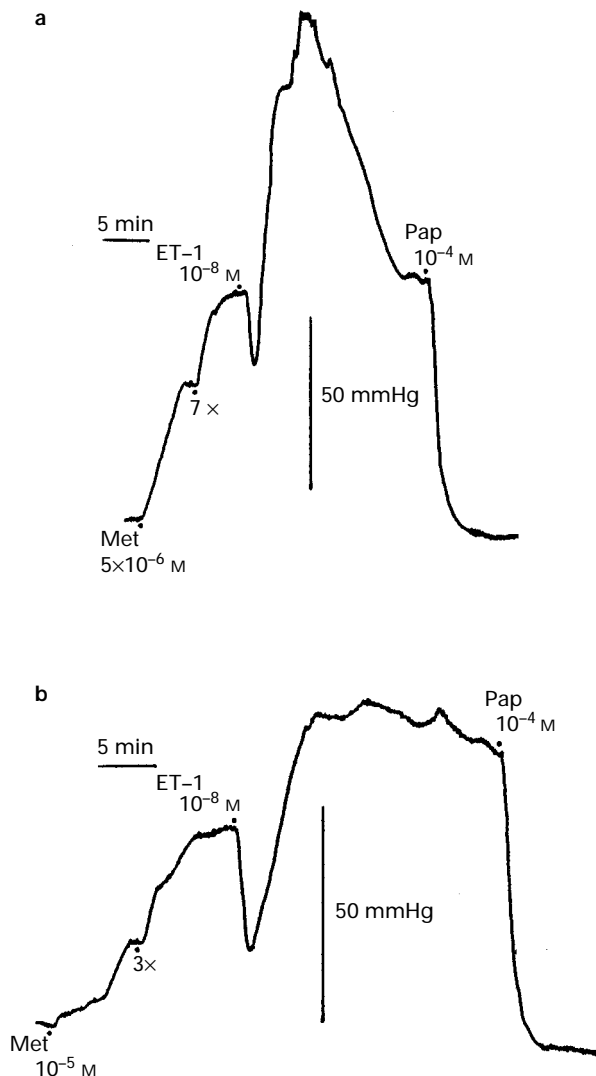 a
5 min
ET–1
10⁻⁸ M
Pap
10⁻⁴ M
7 ×
50 mmHg
Met
5×10⁻⁶ M
b
Pap
10⁻⁴ M
5 min
ET–1
10⁻⁸ M
50 mmHg
3×
Met
10⁻⁵ M